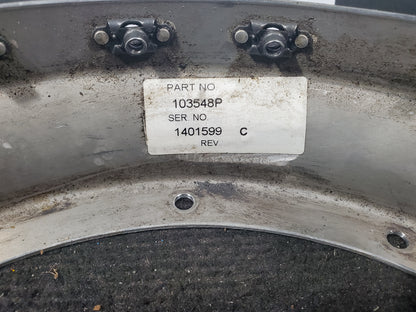 PART NO
103548P
SER NO
1401599 C
REV